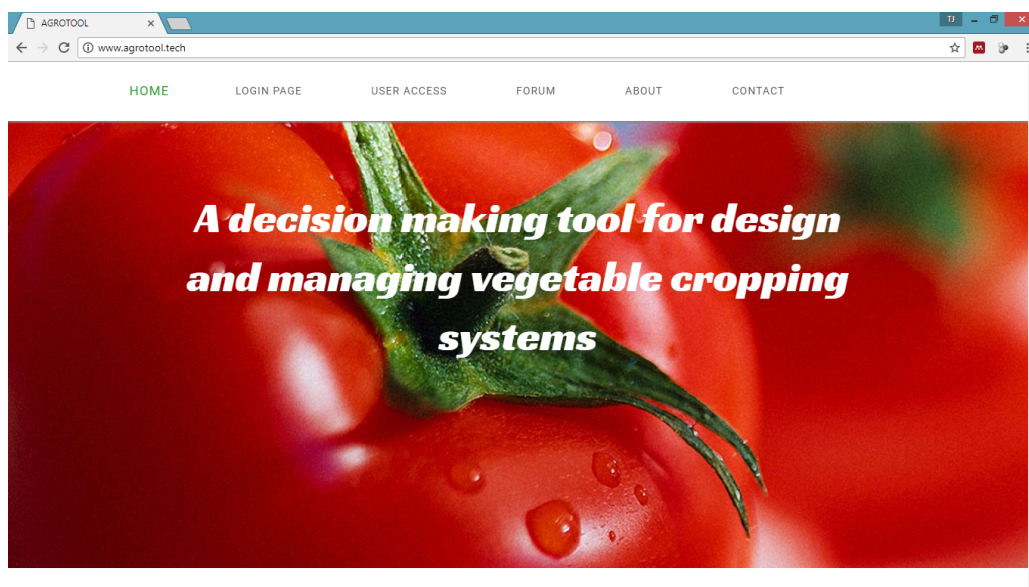 AGROTOOL
TJ
www.agrotool.tech
HOME LOGIN PAGE USER ACCESS FORUM ABOUT CONTACT
A decision making tool for design
and managing vegetable cropping
systems